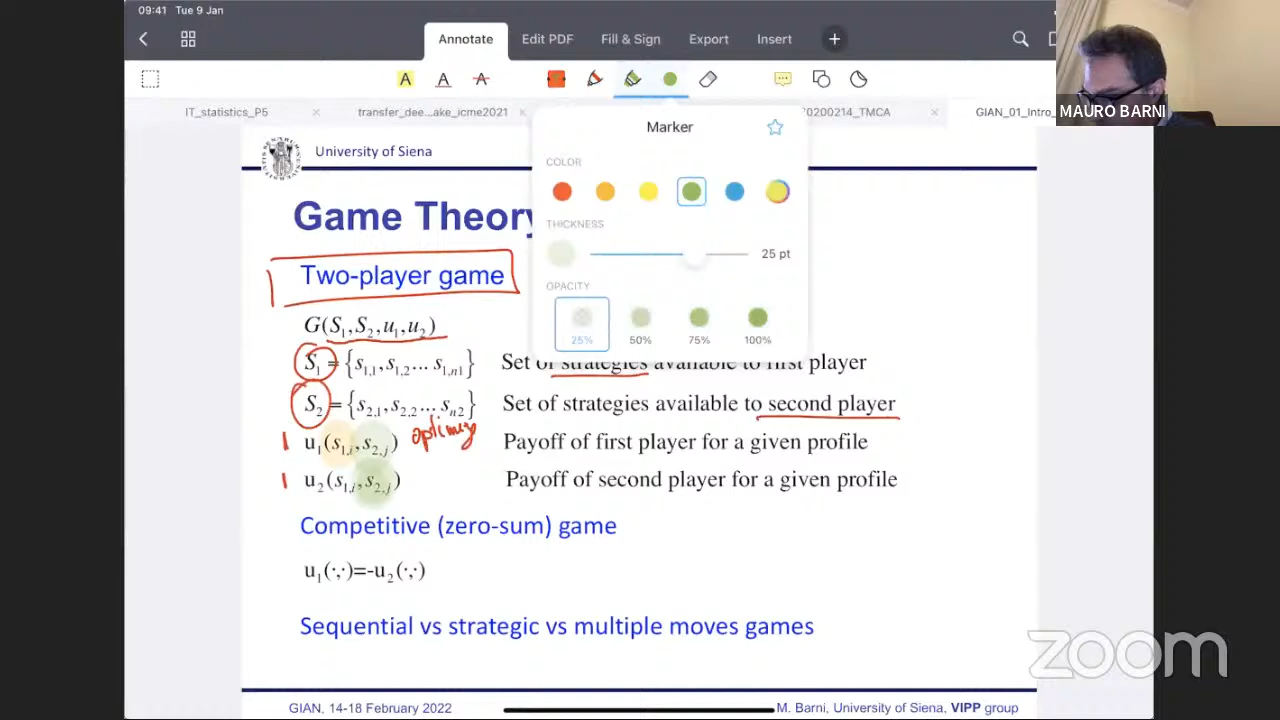 09:41 Tue 9 Jan
Annotate Edit PDF Fill & Sign Export Insert
A A A
MAURO BARNI
IT_statistics_P5 transfer_dee...ake_icme2021 20200214_TMCA GIAN_01_Intro_
Marker
COLOR
THICKNESS
25 pt
OPACITY
25% 50% 75% 100%
University of Siena
Game Theory
Two-player game
G(S₁,S₂,u₁,u₂)
S₁ = {s₁,₁,s₁,₂... s₁,ₙ₁} Set of strategies available to first player
S₂ = {s₂,₁,s₂,₂... sₙ₂} Set of strategies available to second player
u₁(s₁,ᵢ,s₂,ⱼ) Payoff of first player for a given profile
u₂(s₁,ᵢ,s₂,ⱼ) Payoff of second player for a given profile
Competitive (zero-sum) game
u₁(·,·)=-u₂(·,·)
Sequential vs strategic vs multiple moves games
zoom
GIAN, 14-18 February 2022 M. Barni, University of Siena, VIPP group